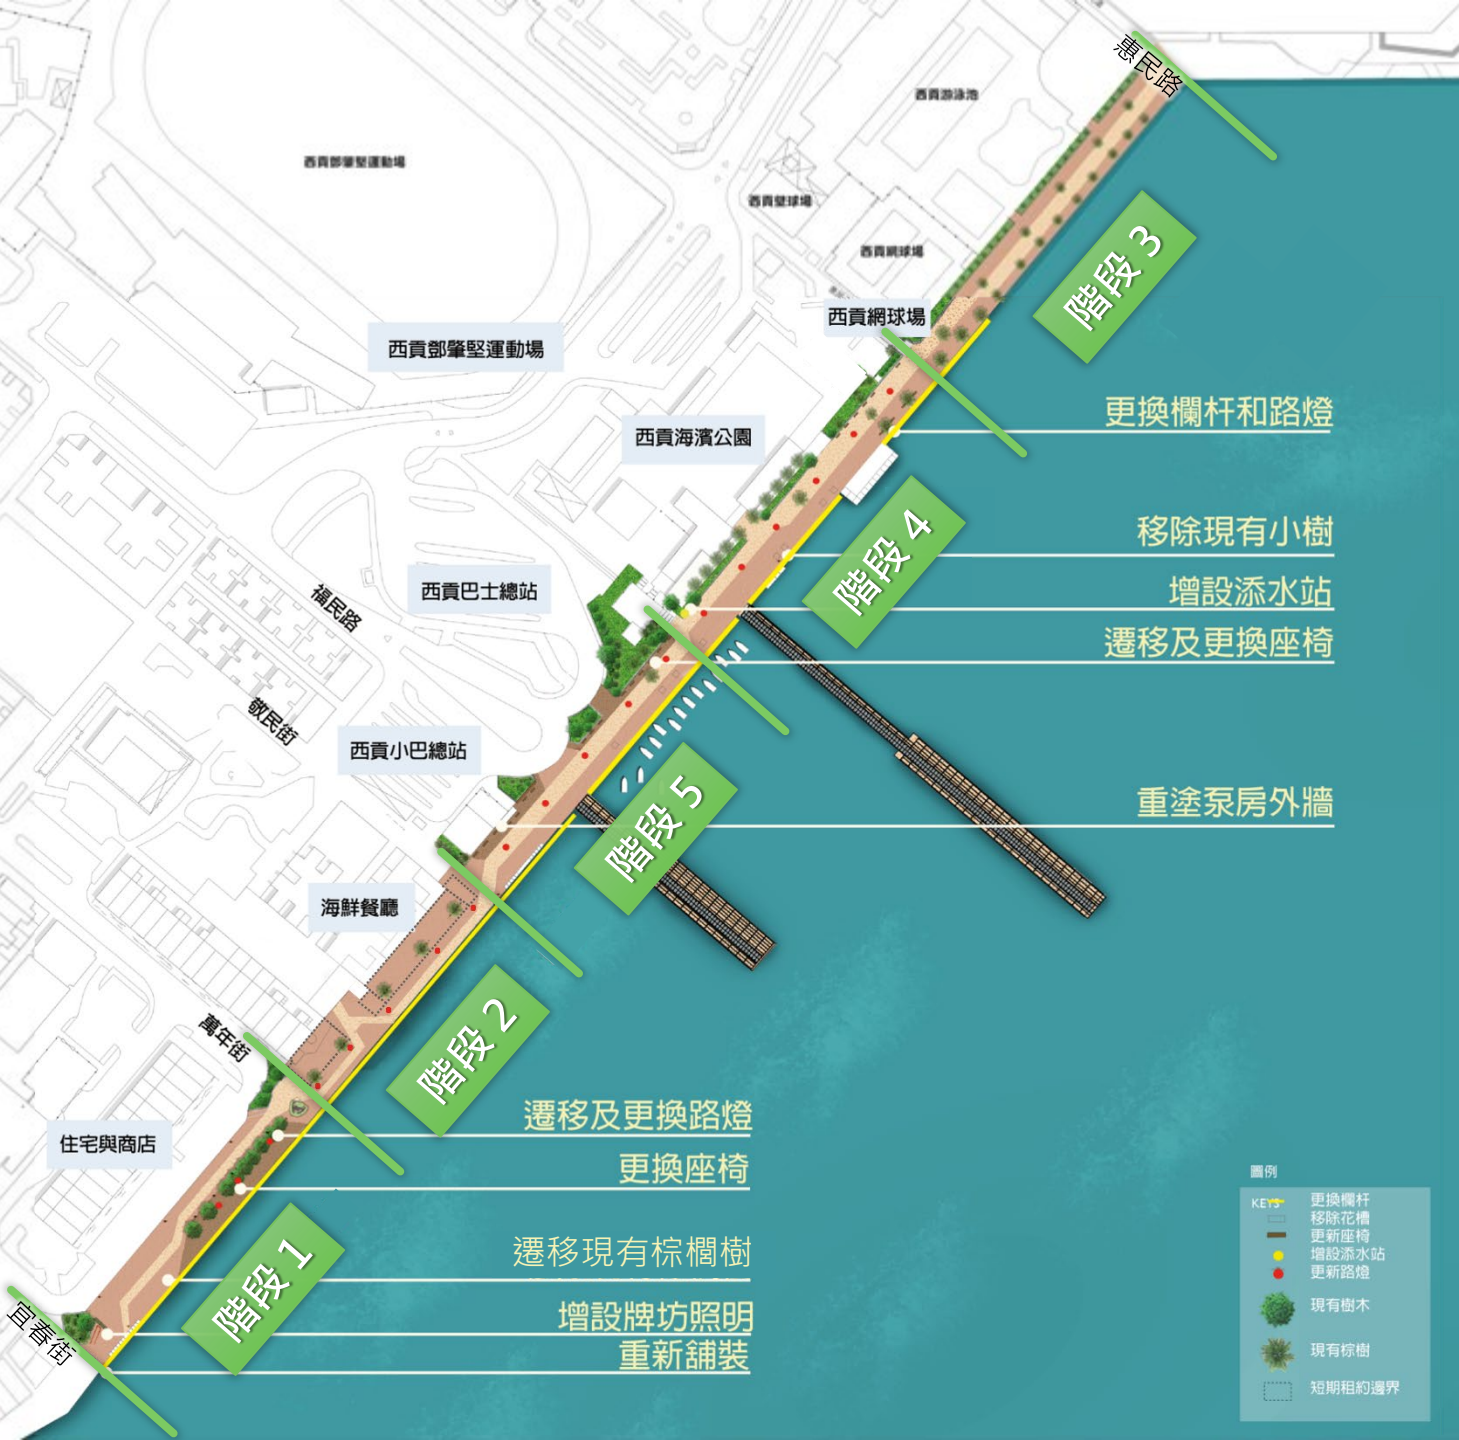 惠民路
西貢游泳池
西貢鄧肇堅運動場
西貢壁球場
西貢網球場
階段 3
西貢網球場
西貢鄧肇堅運動場
更換欄杆和路燈
西貢海濱公園
階段 4
移除現有小樹
西貢巴士總站
增設添水站
福民路
遷移及更換座椅
敬民街
西貢小巴總站
階段 5
重塗泵房外牆
海鮮餐廳
階段 2
萬年街
遷移及更換路燈
住宅與商店
更換座椅
遷移現有棕櫚樹
階段 1
增設牌坊照明
宜春街
重新舖裝
圖例
KEYS
更換欄杆
移除花槽
更新座椅
增設添水站
更新路燈
現有樹木
現有棕樹
短期租約邊界